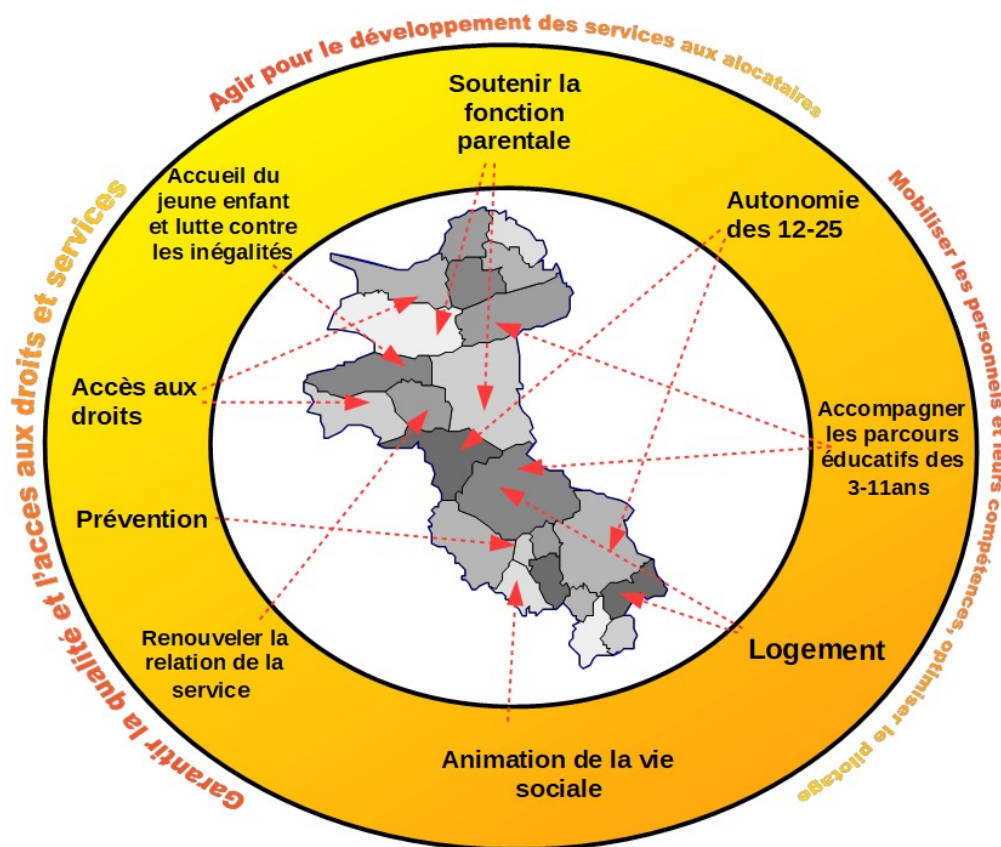 Agir pour le développement des services aux alocataires
Soutenir la
fonction
parentale
Accueil du
jeune enfant
et lutte contre
les inégalités
Autonomie
des 12-25
Mobiliser les personnels et leurs compétences, optimiser le pilotage
Accès aux
droits
Accompagner
les parcours
éducatifs des
3-11ans
Prévention
Renouveler la
relation de la
service
Logement
Animation de la vie
sociale
Garantir la qualité et l'acces aux droits et services